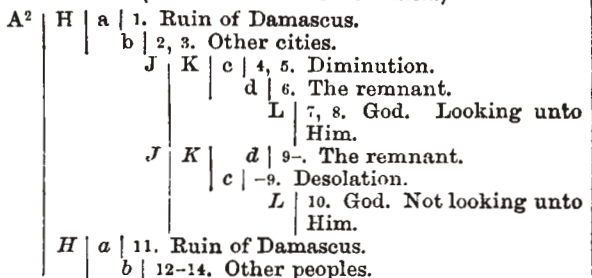 A² | H | a | 1. Ruin of Damascus.
b | 2, 3. Other cities.
J | K | c | 4, 5. Diminution.
d | 6. The remnant.
L | 7, 8. God. Looking unto
Him.
J | K | d | 9-. The remnant.
c | -9. Desolation.
L | 10. God. Not looking unto
Him.
H | a | 11. Ruin of Damascus.
b | 12-14. Other peoples.